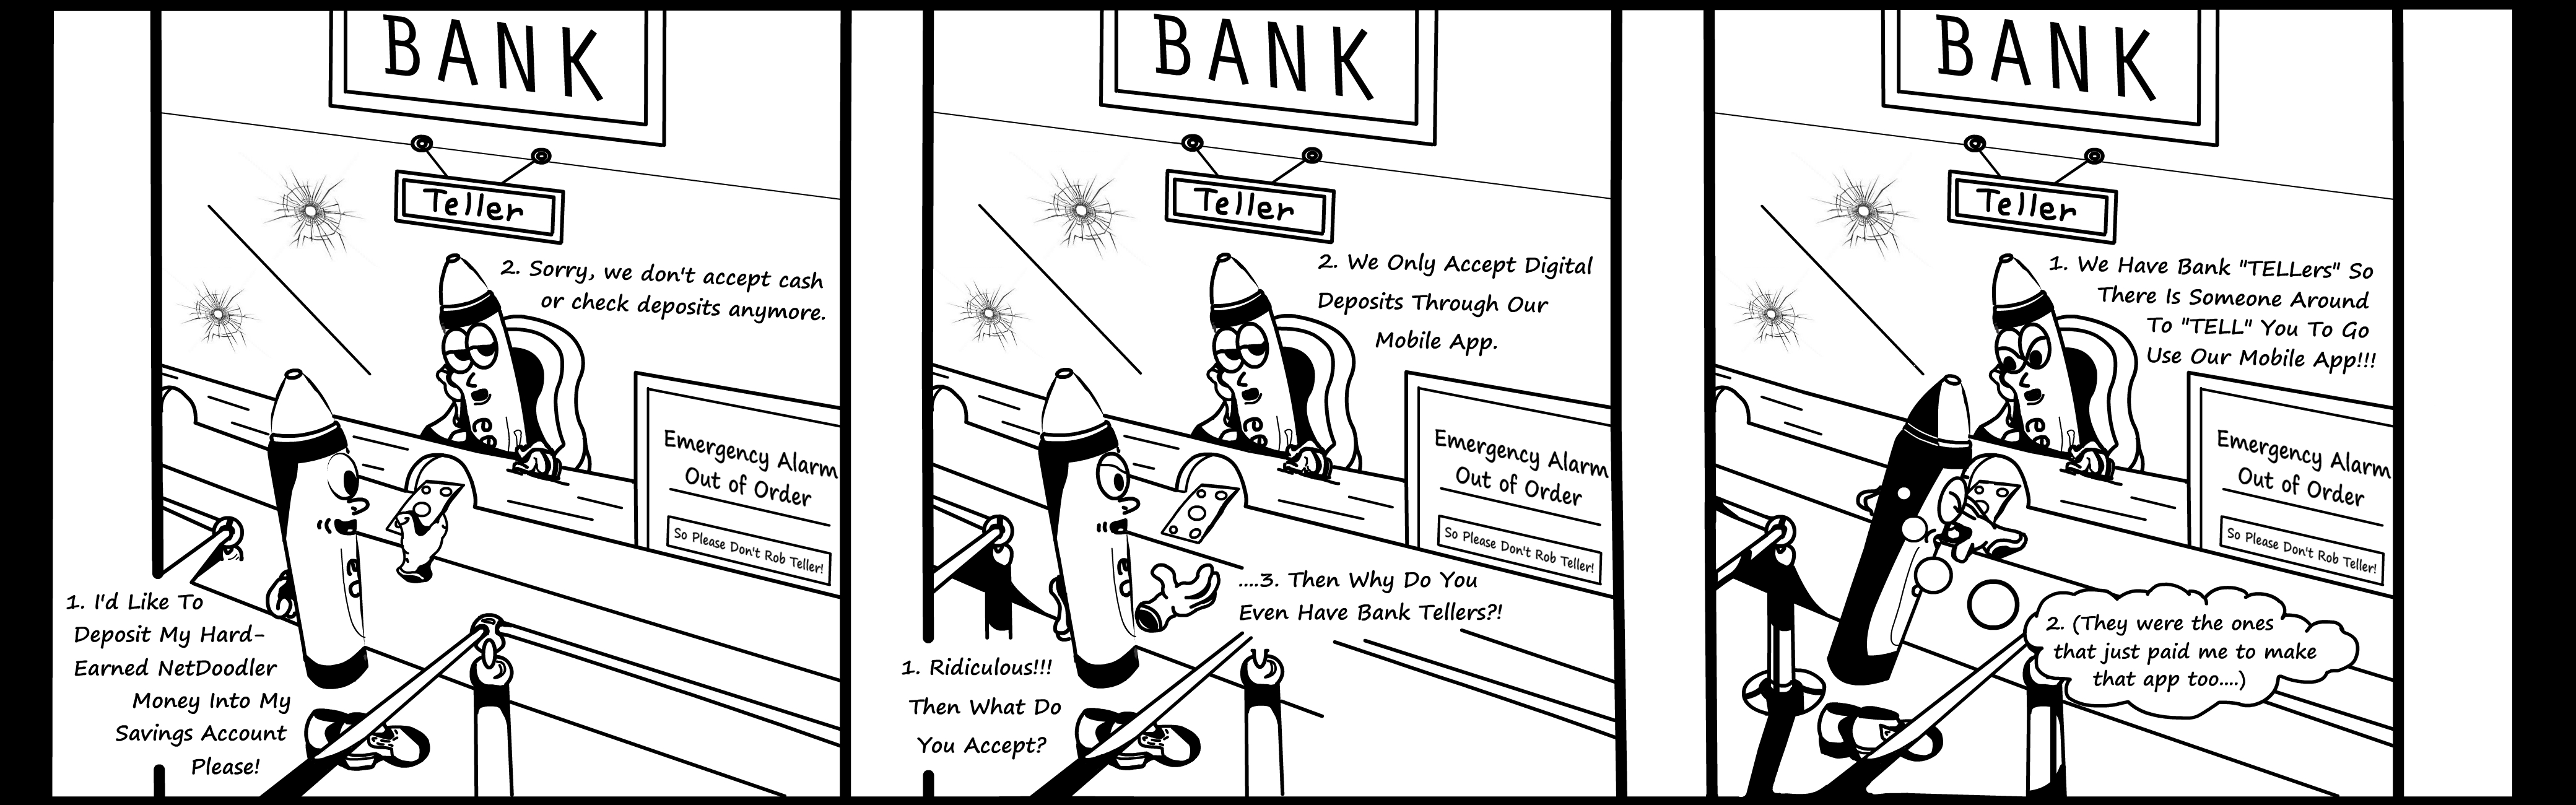 BANK
Teller
2. Sorry, we don't accept cash
or check deposits anymore.
Emergency Alarm
Out of Order
So Please Don't Rob Teller!
1. I'd Like To
Deposit My Hard-
Earned NetDoodler
Money Into My
Savings Account
Please!
BANK
Teller
2. We Only Accept Digital
Deposits Through Our
Mobile App.
Emergency Alarm
Out of Order
So Please Don't Rob Teller!
....3. Then Why Do You
Even Have Bank Tellers?!
1. Ridiculous!!!
Then What Do
You Accept?
BANK
Teller
1. We Have Bank "TELLers" So
There Is Someone Around
To "TELL" You To Go
Use Our Mobile App!!!
Emergency Alarm
Out of Order
So Please Don't Rob Teller!
2. (They were the ones
that just paid me to make
that app too....)